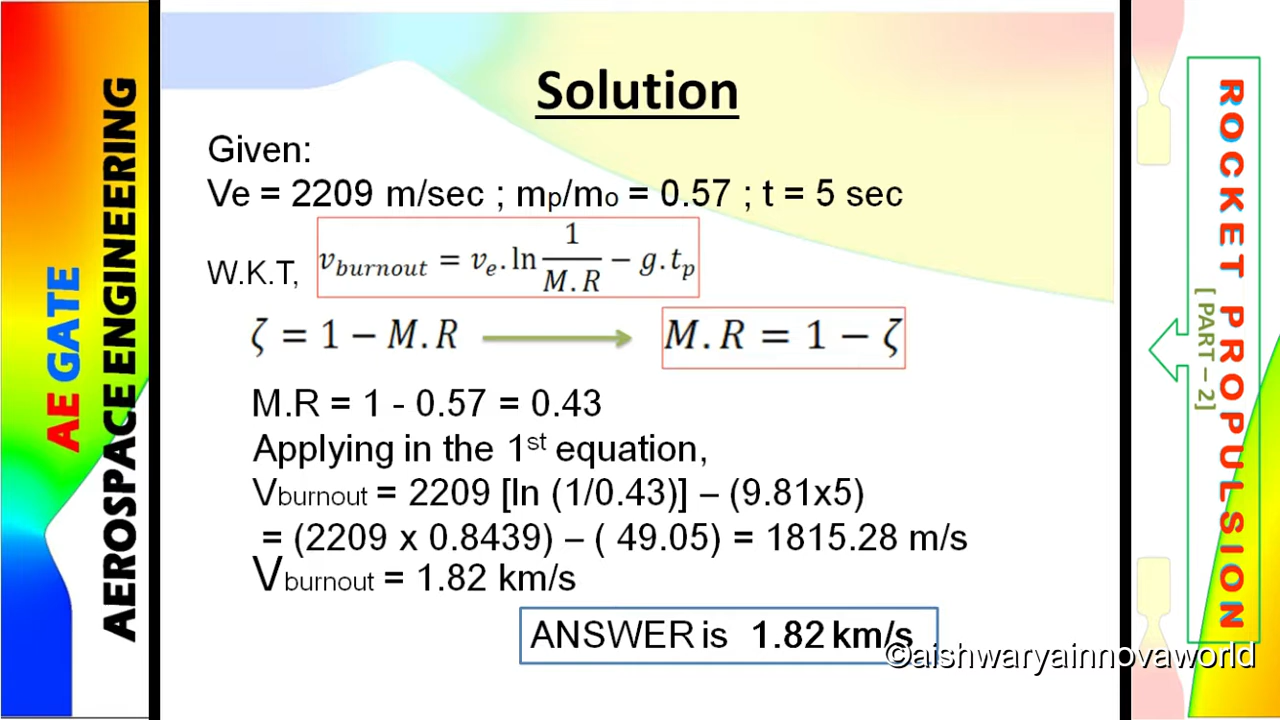 AE GATE
AEROSPACE ENGINEERING
Solution
Given:
Ve = 2209 m/sec ; mp/mo = 0.57 ; t = 5 sec
W.K.T, v_burnout = v_e . ln 1/M.R − g.t_p
ζ = 1 − M.R → M.R = 1 − ζ
M.R = 1 - 0.57 = 0.43
Applying in the 1st equation,
Vburnout = 2209 [ln (1/0.43)] – (9.81x5)
= (2209 x 0.8439) – ( 49.05) = 1815.28 m/s
Vburnout = 1.82 km/s
ANSWER is 1.82 km/s
©aishwaryainnovaworld
ROCKET PROPULSION
[ PART – 2]